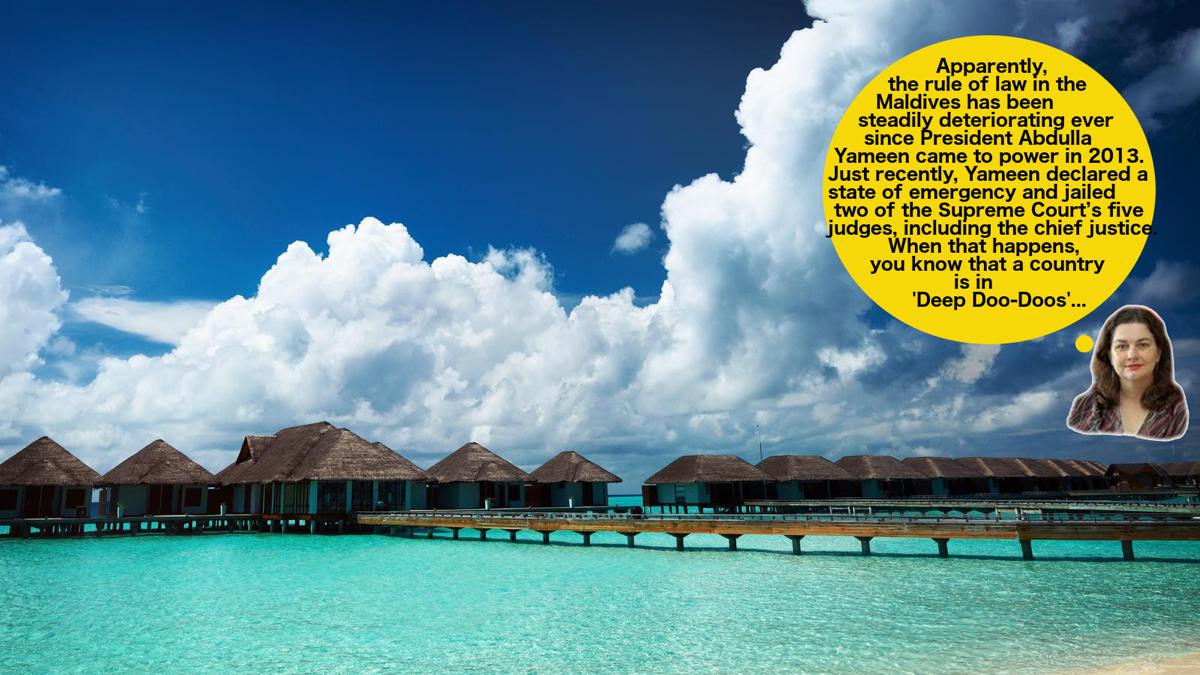 Apparently,
the rule of law in the
Maldives has been
steadily deteriorating ever
since President Abdulla
Yameen came to power in 2013.
Just recently, Yameen declared a
state of emergency and jailed
two of the Supreme Court's five
judges, including the chief justice.
When that happens,
you know that a country
is in
'Deep Doo-Doos'...